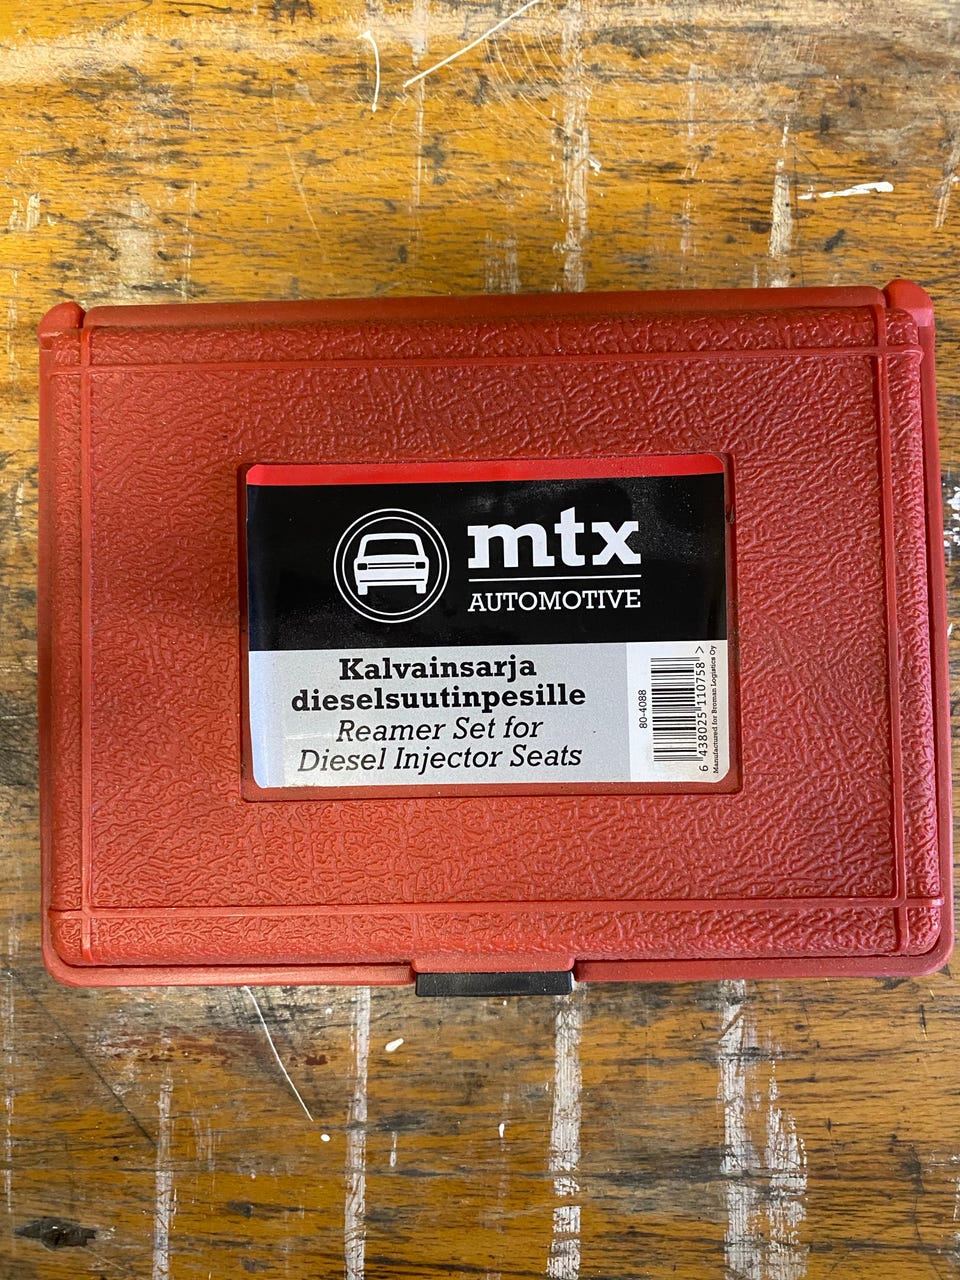 mtx
AUTOMOTIVE
Kalvainsarja
dieselsuutinpesille
Reamer Set for
Diesel Injector Seats
80-4088
6 438025 110758 >
Manufactured for Broman Logistics Oy